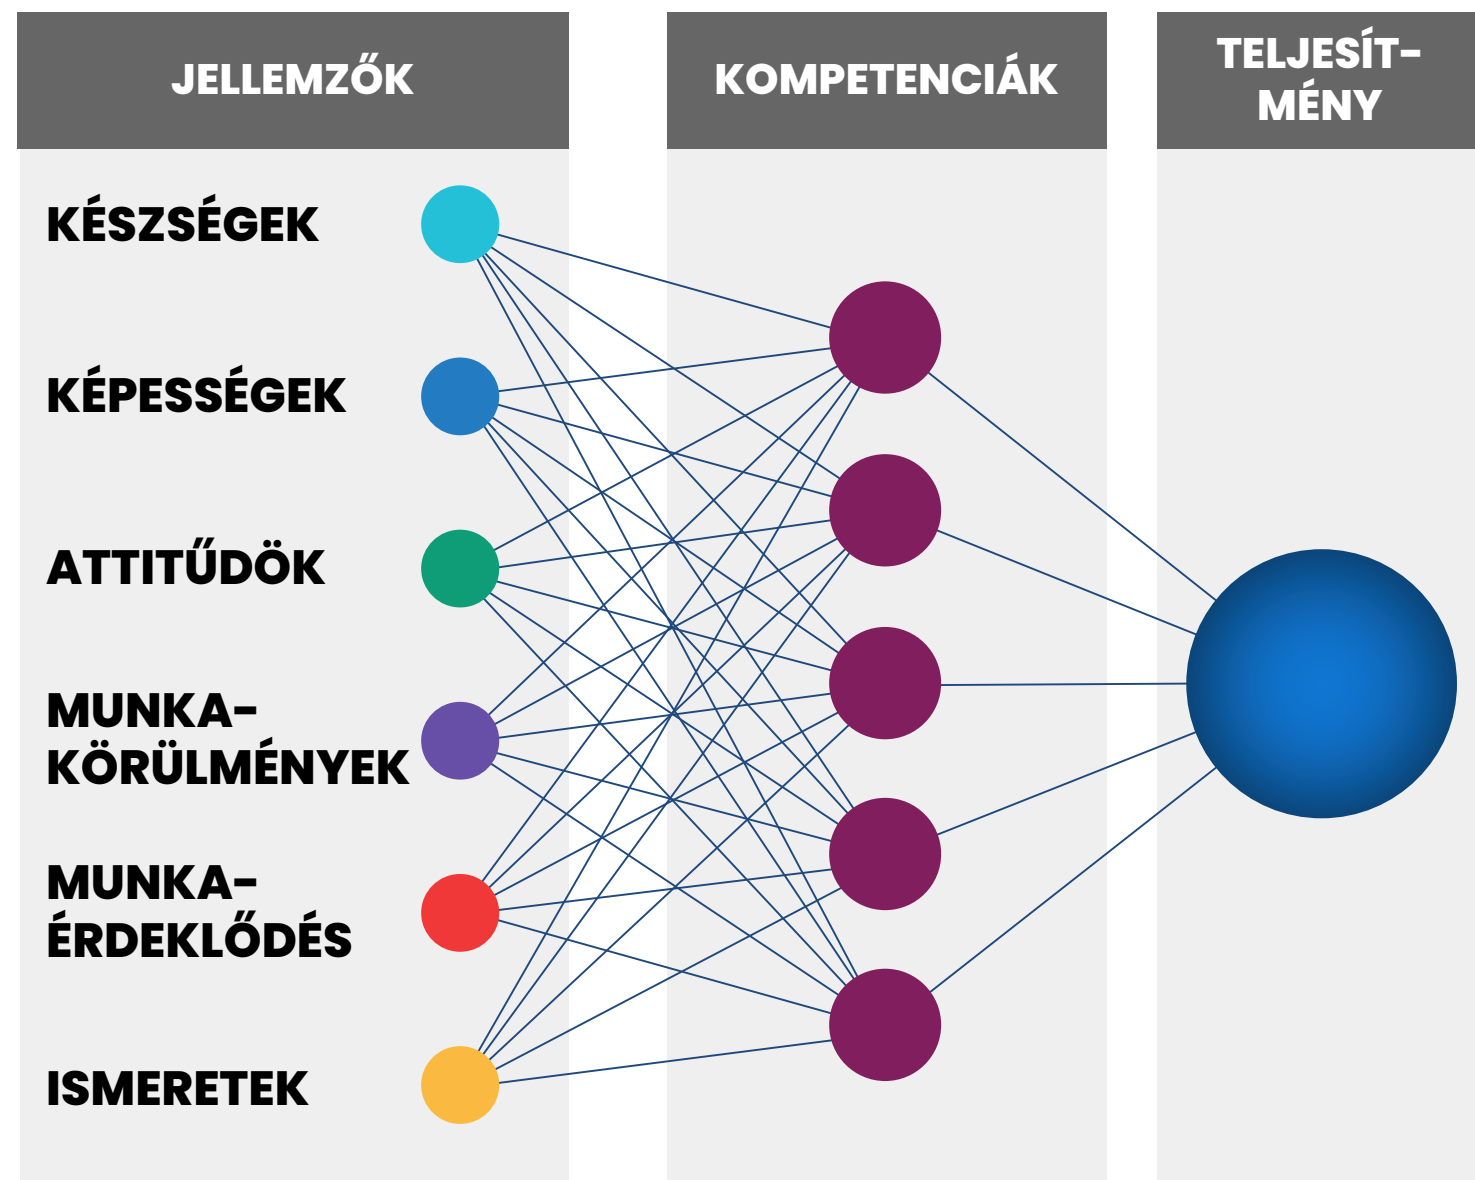 JELLEMZŐK
KOMPETENCIÁK
TELJESÍT-
MÉNY
KÉSZSÉGEK
KÉPESSÉGEK
ATTITŰDÖK
MUNKA-
KÖRÜLMÉNYEK
MUNKA-
ÉRDEKLŐDÉS
ISMERETEK